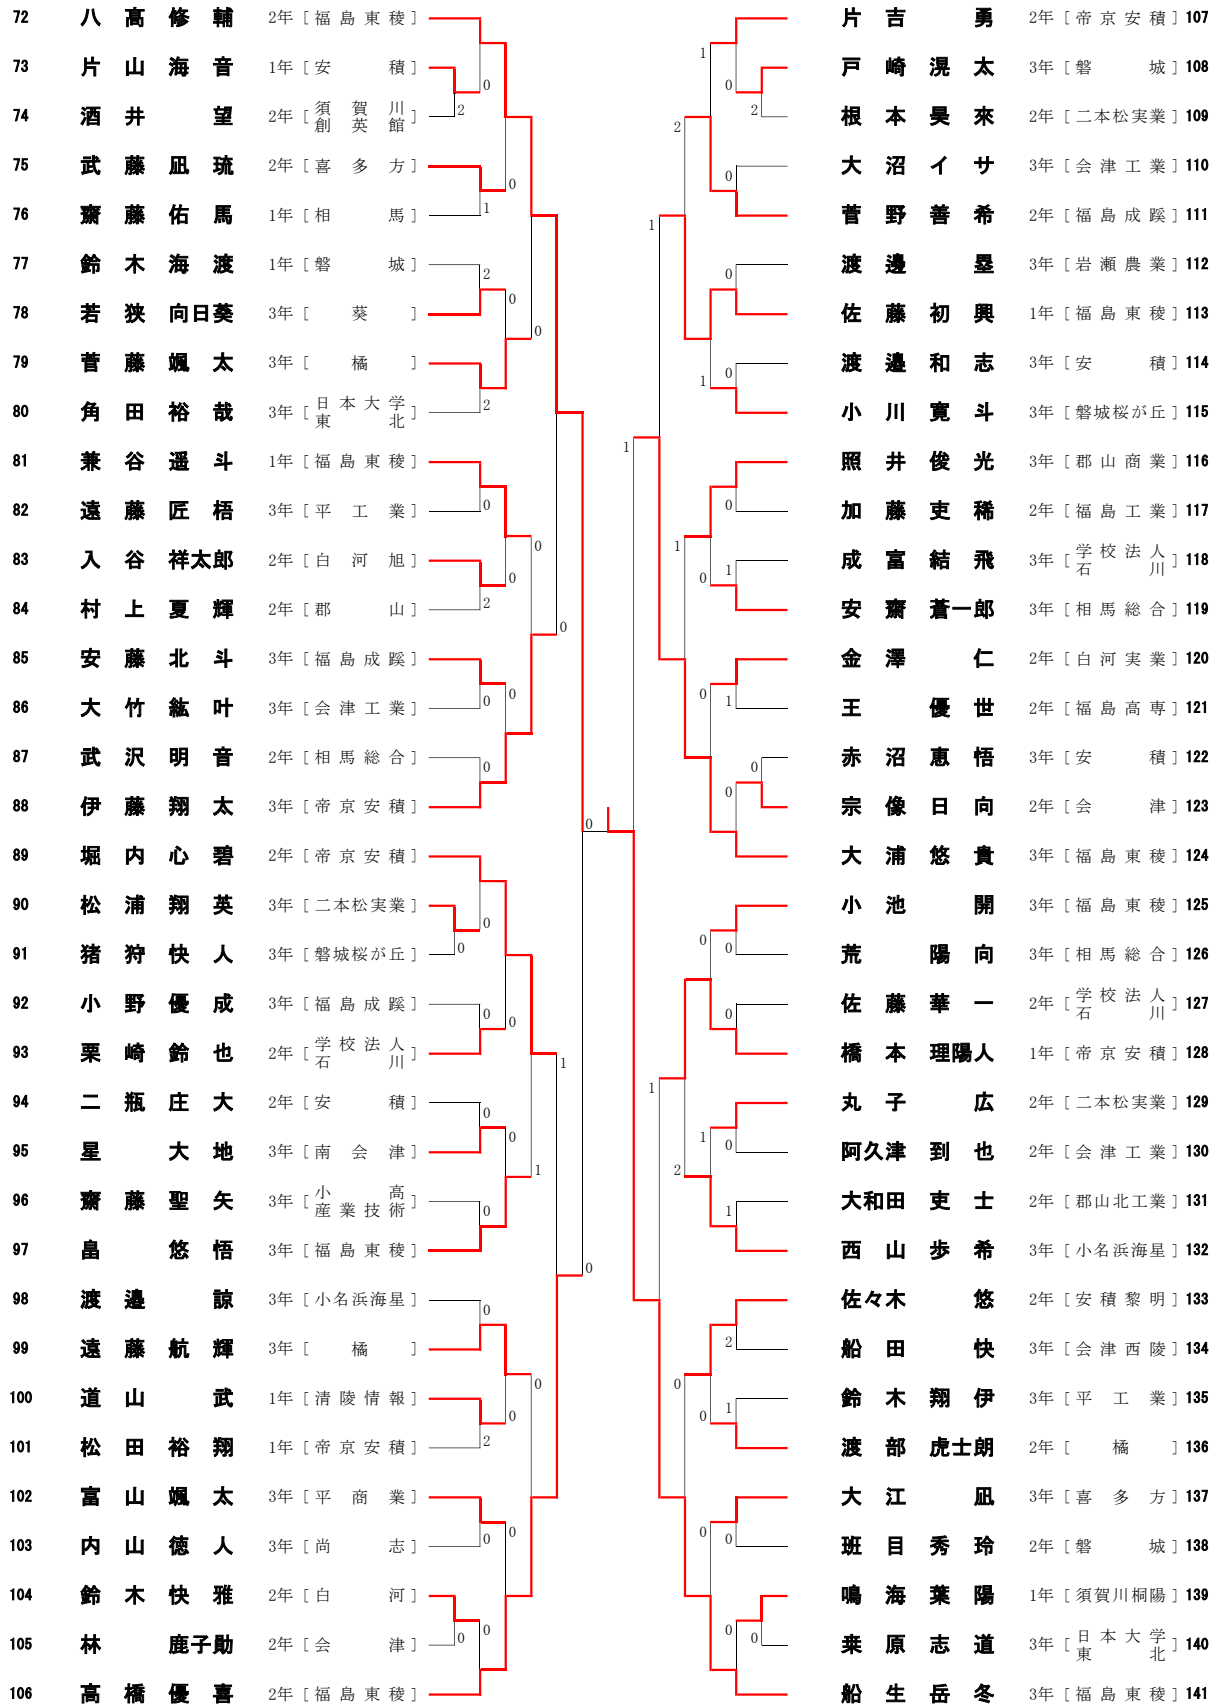 72 八高修輔 2年 [福島東稜]
73 片山海音 1年 [安積]
74 酒井望 2年 [須賀川創英館]
75 武藤凪琉 2年 [喜多方]
76 齋藤佑馬 1年 [相馬]
77 鈴木海渡 1年 [磐城]
78 若狭向日葵 3年 [葵]
79 菅藤颯太 3年 [橘]
80 角田裕哉 3年 [日本大学東北]
81 兼谷遥斗 1年 [福島東稜]
82 遠藤匠梧 3年 [平工業]
83 入谷祥太郎 2年 [白河旭]
84 村上夏輝 2年 [郡山]
85 安藤北斗 3年 [福島成蹊]
86 大竹紘叶 3年 [会津工業]
87 武沢明音 2年 [相馬総合]
88 伊藤翔太 3年 [帝京安積]
89 堀内心碧 2年 [帝京安積]
90 松浦翔英 3年 [二本松実業]
91 猪狩快人 3年 [磐城桜が丘]
92 小野優成 3年 [福島成蹊]
93 栗崎鈴也 2年 [学校法人石川]
94 二瓶庄大 2年 [安積]
95 星大地 3年 [南会津]
96 齋藤聖矢 3年 [小高産業技術]
97 畠悠悟 3年 [福島東稜]
98 渡邉諒 3年 [小名浜海星]
99 遠藤航輝 3年 [橘]
100 道山武 1年 [清陵情報]
101 松田裕翔 1年 [帝京安積]
102 富山颯太 3年 [平商業]
103 内山徳人 3年 [尚志]
104 鈴木快雅 2年 [白河]
105 林鹿子勛 2年 [会津]
106 高橋優喜 2年 [福島東稜]
片吉勇 2年 [帝京安積] 107
戸崎滉太 3年 [磐城] 108
根本昊來 2年 [二本松実業] 109
大沼イサ 3年 [会津工業] 110
菅野善希 2年 [福島成蹊] 111
渡邊塁 3年 [岩瀬農業] 112
佐藤初興 1年 [福島東稜] 113
渡邉和志 3年 [安積] 114
小川寛斗 3年 [磐城桜が丘] 115
照井俊光 3年 [郡山商業] 116
加藤吏稀 2年 [福島工業] 117
成富結飛 3年 [学校法人石川] 118
安齋蒼一郎 3年 [相馬総合] 119
金澤仁 2年 [白河実業] 120
王優世 2年 [福島高専] 121
赤沼恵悟 3年 [安積] 122
宗像日向 2年 [会津] 123
大浦悠貴 3年 [福島東稜] 124
小池開 3年 [福島東稜] 125
荒陽向 3年 [相馬総合] 126
佐藤華一 2年 [学校法人石川] 127
橋本理陽人 1年 [帝京安積] 128
丸子広 2年 [二本松実業] 129
阿久津到也 2年 [会津工業] 130
大和田吏士 2年 [郡山北工業] 131
西山歩希 3年 [小名浜海星] 132
佐々木悠 2年 [安積黎明] 133
船田快 3年 [会津西陵] 134
鈴木翔伊 3年 [平工業] 135
渡部虎士朗 2年 [橘] 136
大江凪 3年 [喜多方] 137
班目秀玲 2年 [磐城] 138
鳴海葉陽 1年 [須賀川桐陽] 139
桒原志道 3年 [日本大学東北] 140
船生岳冬 3年 [福島東稜] 141